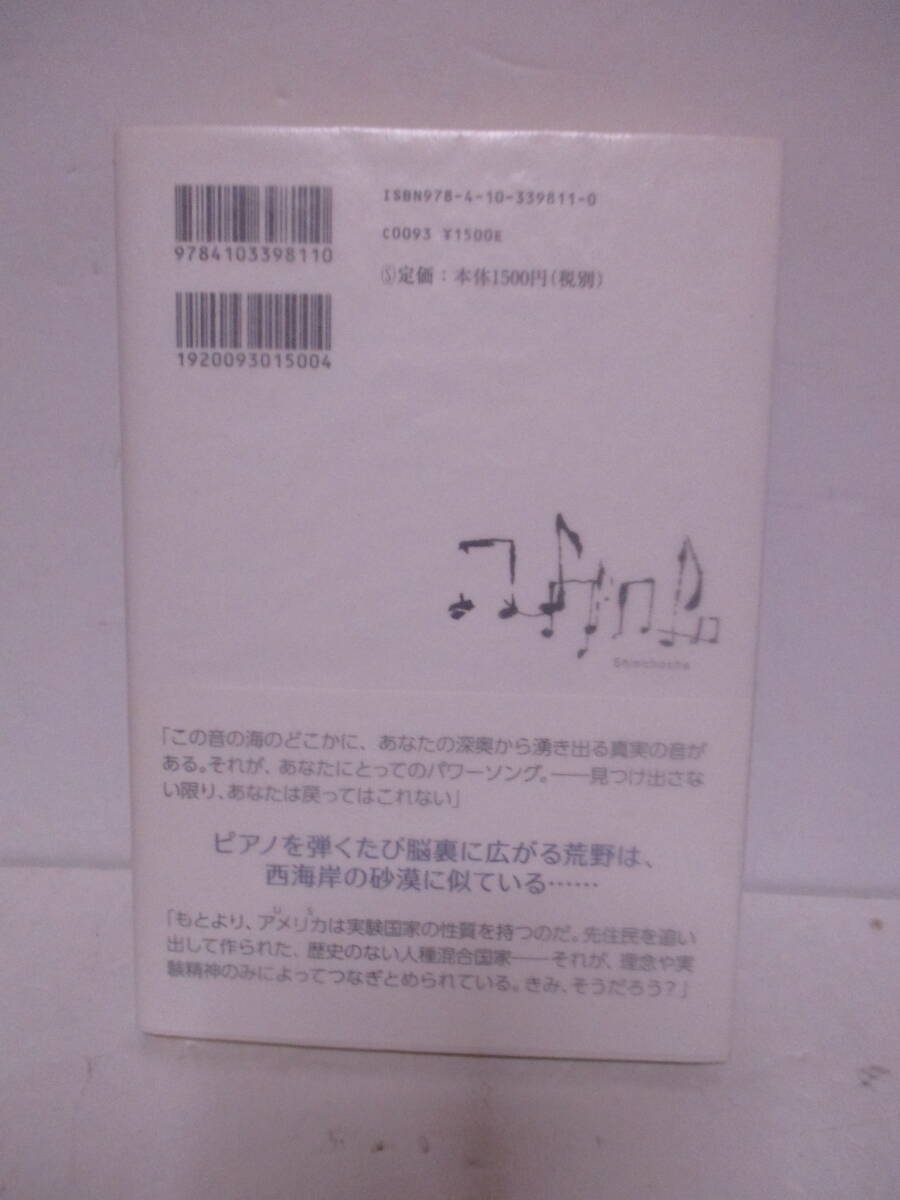 ISBN978-4-10-339811-0
C0093 ¥1500E
Ⓢ定価：本体1500円(税別)
9784103398110
1920093015004
Shinchosha
「この音の海のどこかに、あなたの深奥から湧き出る真実の音が
ある。それが、あなたにとってのパワーソング。――見つけ出さな
い限り、あなたは戻ってはこれない」
ピアノを弾くたび脳裏に広がる荒野は、
西海岸の砂漠に似ている……
U S
「もとより、アメリカは実験国家の性質を持つのだ。先住民を追い
出して作られた、歴史のない人種混合国家――それが、理念や実
験精神のみによってつなぎとめられている。きみ、そうだろう？」